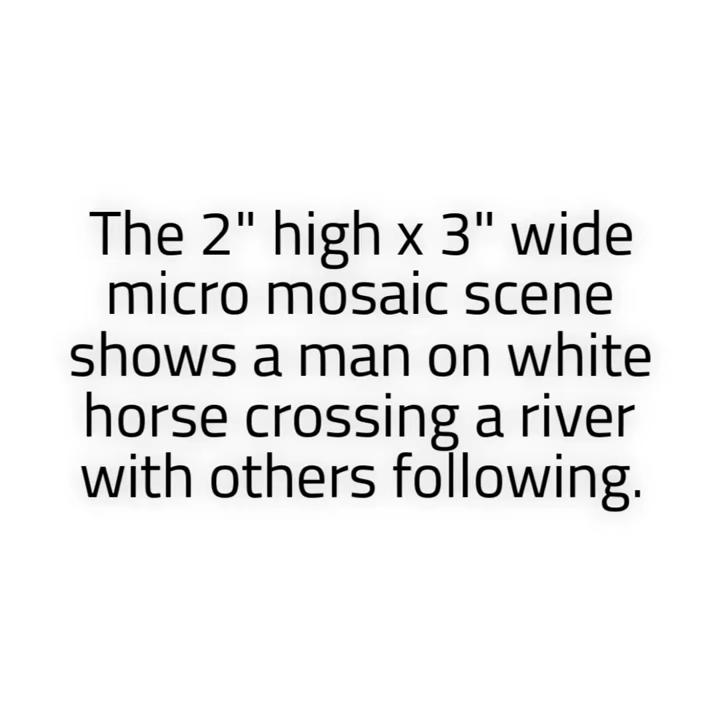 The 2" high x 3" wide
micro mosaic scene
shows a man on white
horse crossing a river
with others following.